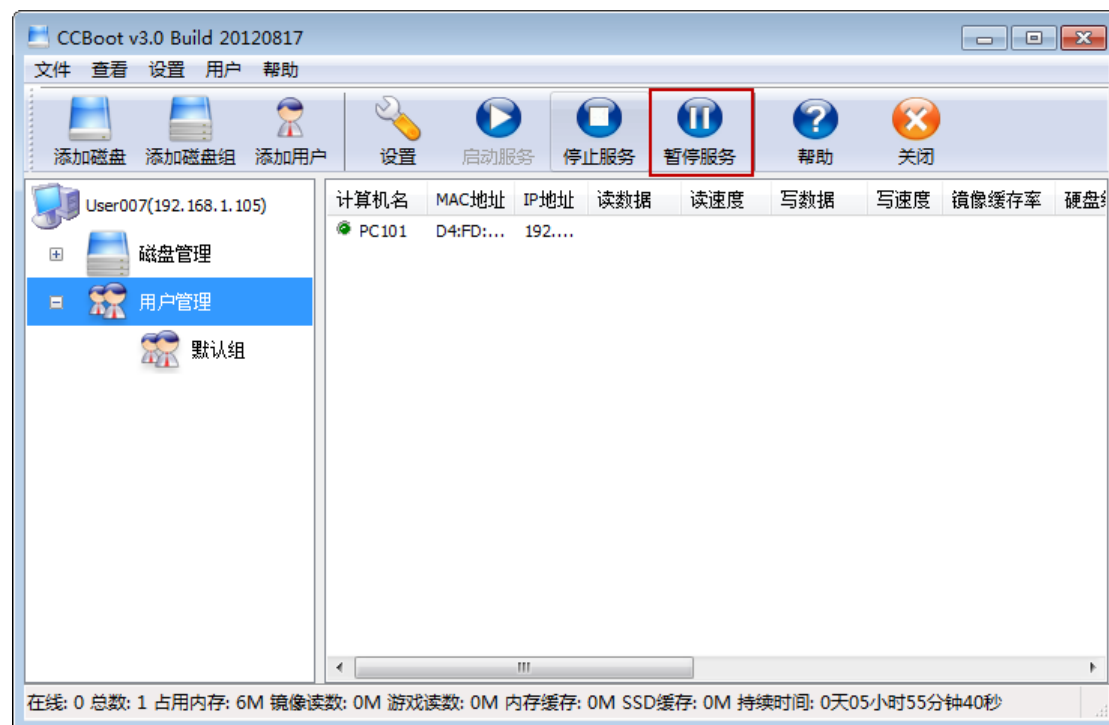 CCBoot v3.0 Build 20120817
文件 查看 设置 用户 帮助
添加磁盘 添加磁盘组 添加用户 设置 启动服务 停止服务 暂停服务 帮助 关闭
User007(192.168.1.105)
磁盘管理
用户管理
默认组
计算机名 MAC地址 IP地址 读数据 读速度 写数据 写速度 镜像缓存率 硬盘
PC101 D4:FD:... 192....
在线: 0 总数: 1 占用内存: 6M 镜像读数: 0M 游戏读数: 0M 内存缓存: 0M SSD缓存: 0M 持续时间: 0天05小时55分钟40秒